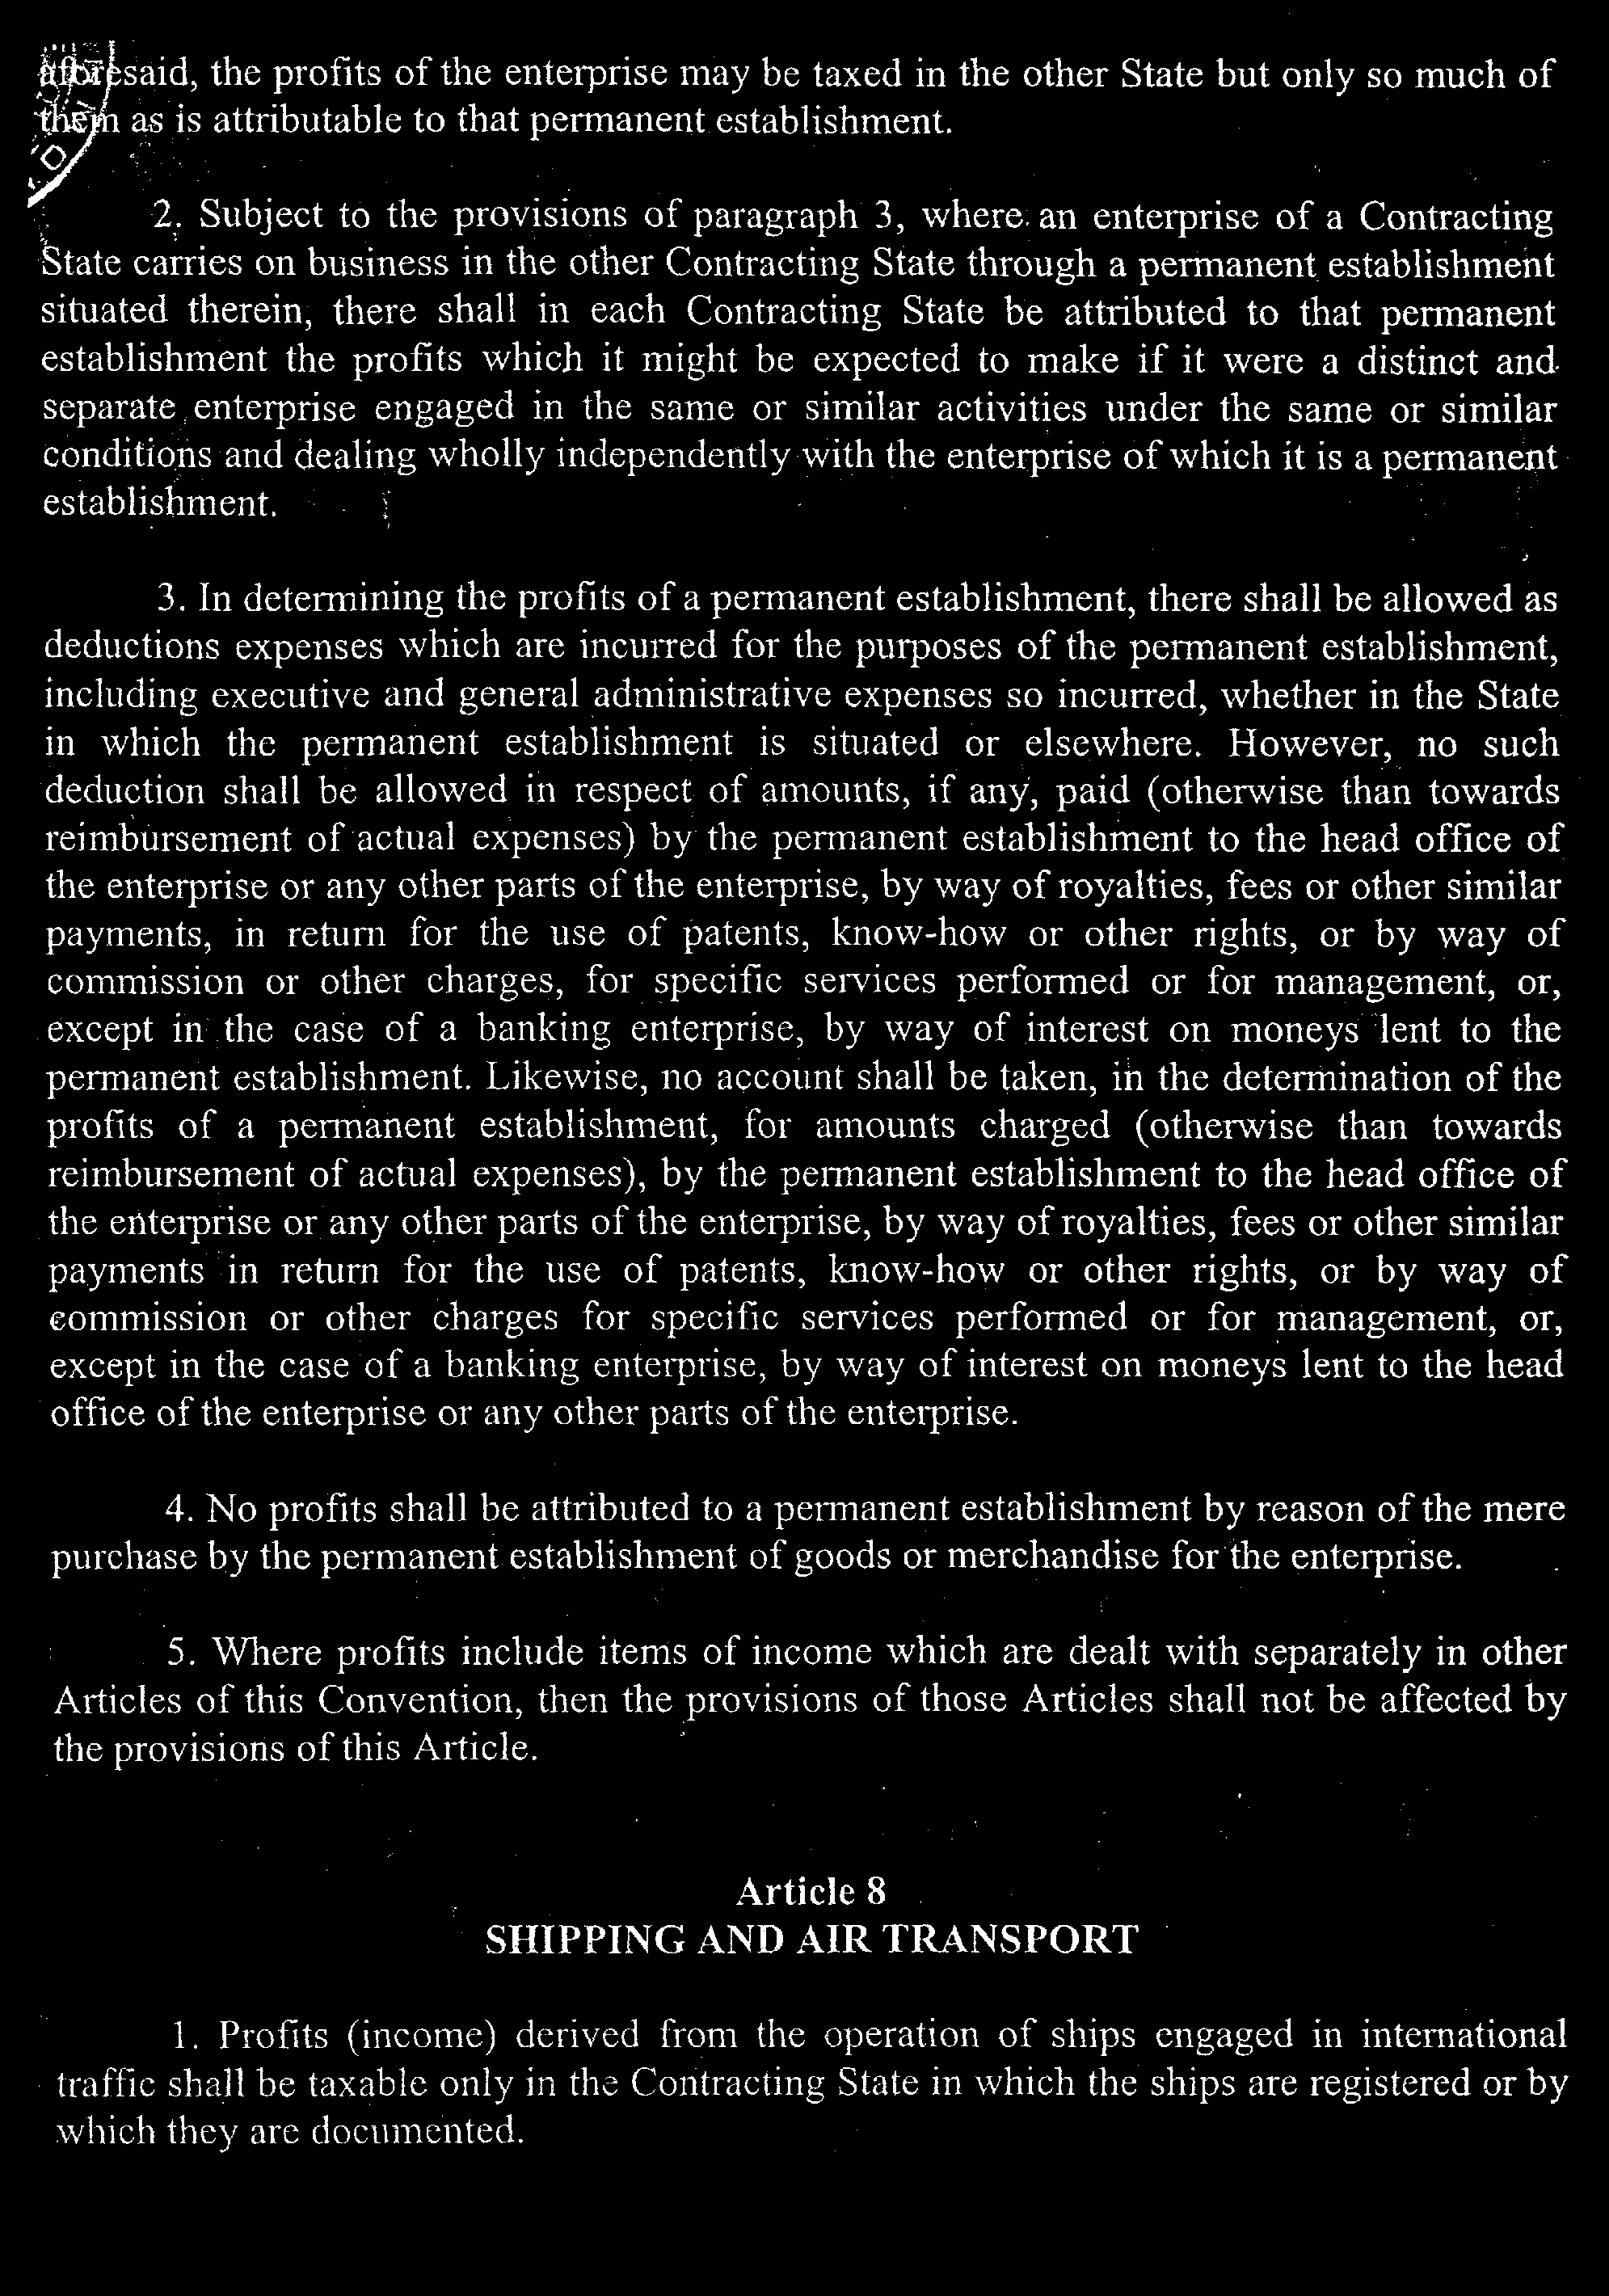 aforesaid, the profits of the enterprise may be taxed in the other State but only so much of
them as is attributable to that permanent establishment.
2. Subject to the provisions of paragraph 3, where an enterprise of a Contracting
State carries on business in the other Contracting State through a permanent establishment
situated therein, there shall in each Contracting State be attributed to that permanent
establishment the profits which it might be expected to make if it were a distinct and
separate enterprise engaged in the same or similar activities under the same or similar
conditions and dealing wholly independently with the enterprise of which it is a permanent
establishment.
3. In determining the profits of a permanent establishment, there shall be allowed as
deductions expenses which are incurred for the purposes of the permanent establishment,
including executive and general administrative expenses so incurred, whether in the State
in which the permanent establishment is situated or elsewhere. However, no such
deduction shall be allowed in respect of amounts, if any, paid (otherwise than towards
reimbursement of actual expenses) by the permanent establishment to the head office of
the enterprise or any other parts of the enterprise, by way of royalties, fees or other similar
payments, in return for the use of patents, know-how or other rights, or by way of
commission or other charges, for specific services performed or for management, or,
except in the case of a banking enterprise, by way of interest on moneys lent to the
permanent establishment. Likewise, no account shall be taken, in the determination of the
profits of a permanent establishment, for amounts charged (otherwise than towards
reimbursement of actual expenses), by the permanent establishment to the head office of
the enterprise or any other parts of the enterprise, by way of royalties, fees or other similar
payments in return for the use of patents, know-how or other rights, or by way of
commission or other charges for specific services performed or for management, or,
except in the case of a banking enterprise, by way of interest on moneys lent to the head
office of the enterprise or any other parts of the enterprise.
4. No profits shall be attributed to a permanent establishment by reason of the mere
purchase by the permanent establishment of goods or merchandise for the enterprise.
5. Where profits include items of income which are dealt with separately in other
Articles of this Convention, then the provisions of those Articles shall not be affected by
the provisions of this Article.
Article 8
SHIPPING AND AIR TRANSPORT
1. Profits (income) derived from the operation of ships engaged in international
traffic shall be taxable only in the Contracting State in which the ships are registered or by
which they are documented.